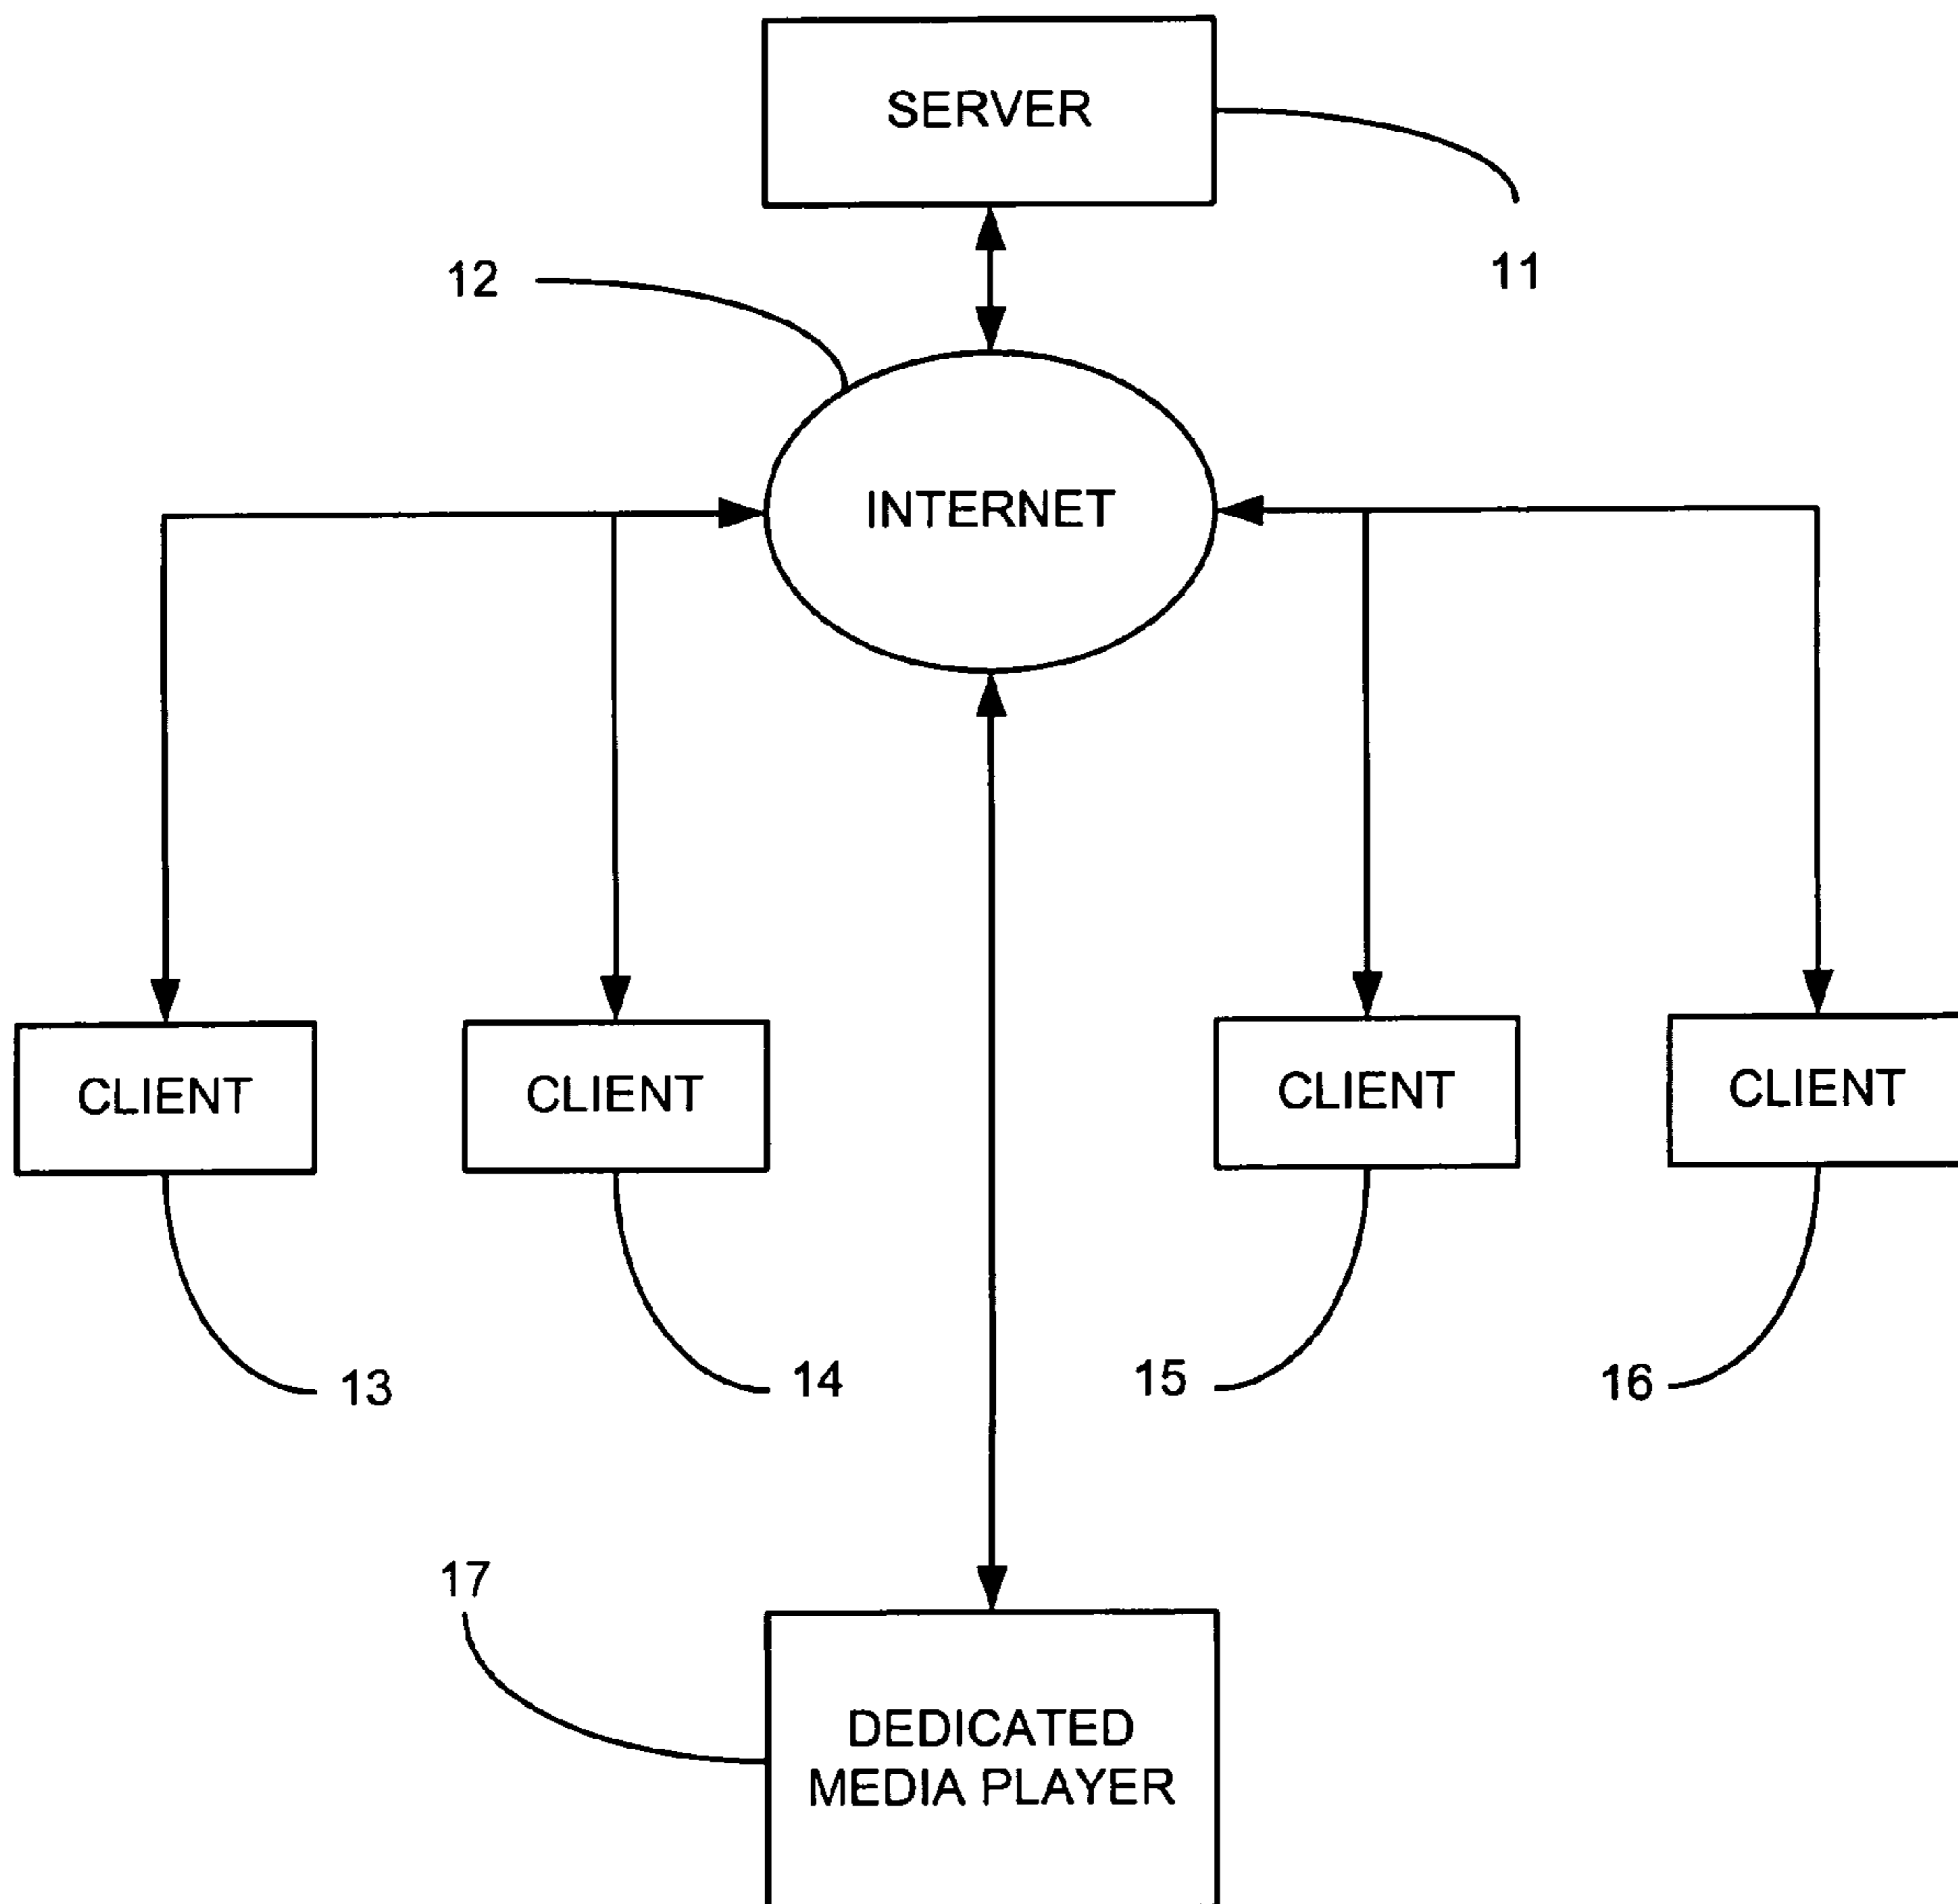 SERVER
11
12
INTERNET
CLIENT
CLIENT
CLIENT
CLIENT
13
14
15
16
17
DEDICATED
MEDIA PLAYER